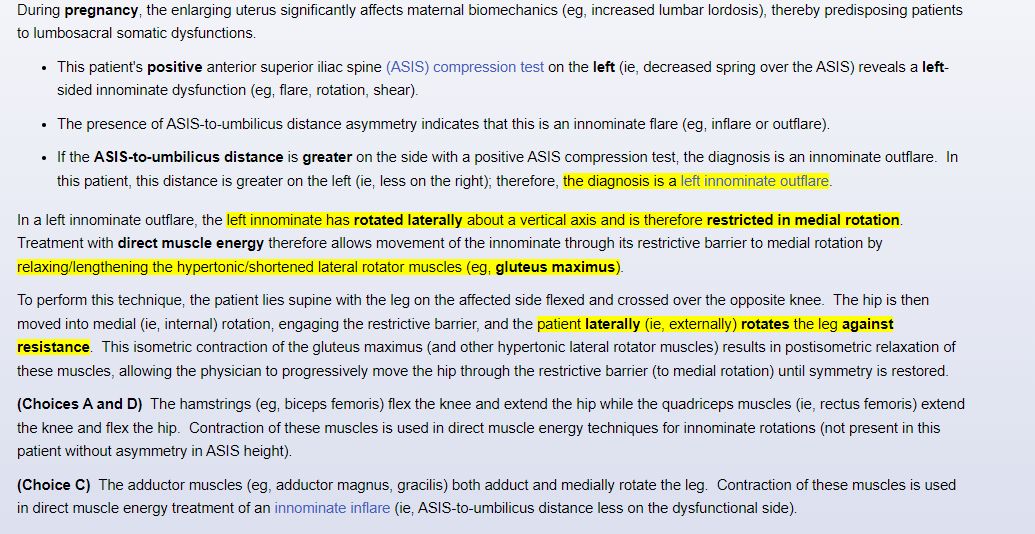 During pregnancy, the enlarging uterus significantly affects maternal biomechanics (eg, increased lumbar lordosis), thereby predisposing patients
to lumbosacral somatic dysfunctions.
• This patient's positive anterior superior iliac spine (ASIS) compression test on the left (ie, decreased spring over the ASIS) reveals a left-
sided innominate dysfunction (eg, flare, rotation, shear).
• The presence of ASIS-to-umbilicus distance asymmetry indicates that this is an innominate flare (eg, inflare or outflare).
• If the ASIS-to-umbilicus distance is greater on the side with a positive ASIS compression test, the diagnosis is an innominate outflare. In
this patient, this distance is greater on the left (ie, less on the right); therefore, the diagnosis is a left innominate outflare.
In a left innominate outflare, the left innominate has rotated laterally about a vertical axis and is therefore restricted in medial rotation.
Treatment with direct muscle energy therefore allows movement of the innominate through its restrictive barrier to medial rotation by
relaxing/lengthening the hypertonic/shortened lateral rotator muscles (eg, gluteus maximus).
To perform this technique, the patient lies supine with the leg on the affected side flexed and crossed over the opposite knee. The hip is then
moved into medial (ie, internal) rotation, engaging the restrictive barrier, and the patient laterally (ie, externally) rotates the leg against
resistance. This isometric contraction of the gluteus maximus (and other hypertonic lateral rotator muscles) results in postisometric relaxation of
these muscles, allowing the physician to progressively move the hip through the restrictive barrier (to medial rotation) until symmetry is restored.
(Choices A and D) The hamstrings (eg, biceps femoris) flex the knee and extend the hip while the quadriceps muscles (ie, rectus femoris) extend
the knee and flex the hip. Contraction of these muscles is used in direct muscle energy techniques for innominate rotations (not present in this
patient without asymmetry in ASIS height).
(Choice C) The adductor muscles (eg, adductor magnus, gracilis) both adduct and medially rotate the leg. Contraction of these muscles is used
in direct muscle energy treatment of an innominate inflare (ie, ASIS-to-umbilicus distance less on the dysfunctional side).